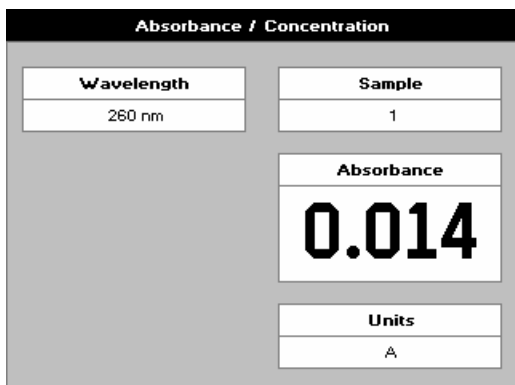 Absorbance / Concentration
Wavelength
260 nm
Sample
1
Absorbance
0.014
Units
A